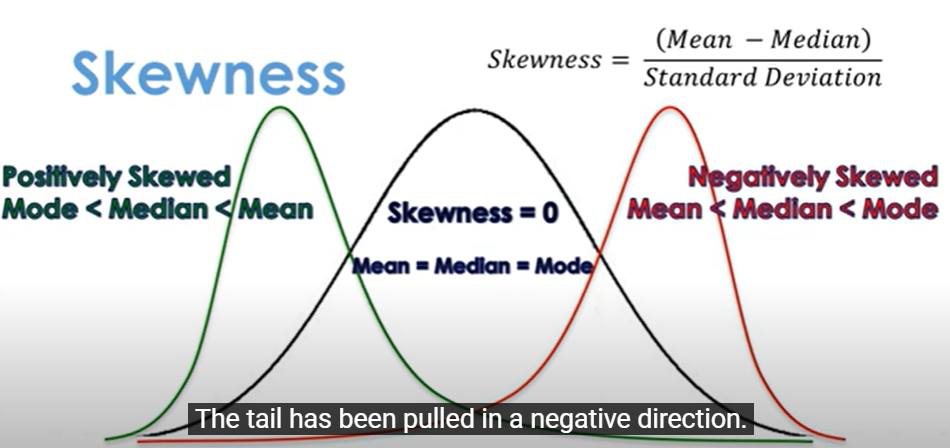 Skewness
Skewness = (Mean − Median)
Standard Deviation
Positively Skewed
Mode < Median < Mean
Skewness = 0
Mean = Median = Mode
Negatively Skewed
Mean < Median < Mode
The tail has been pulled in a negative direction.